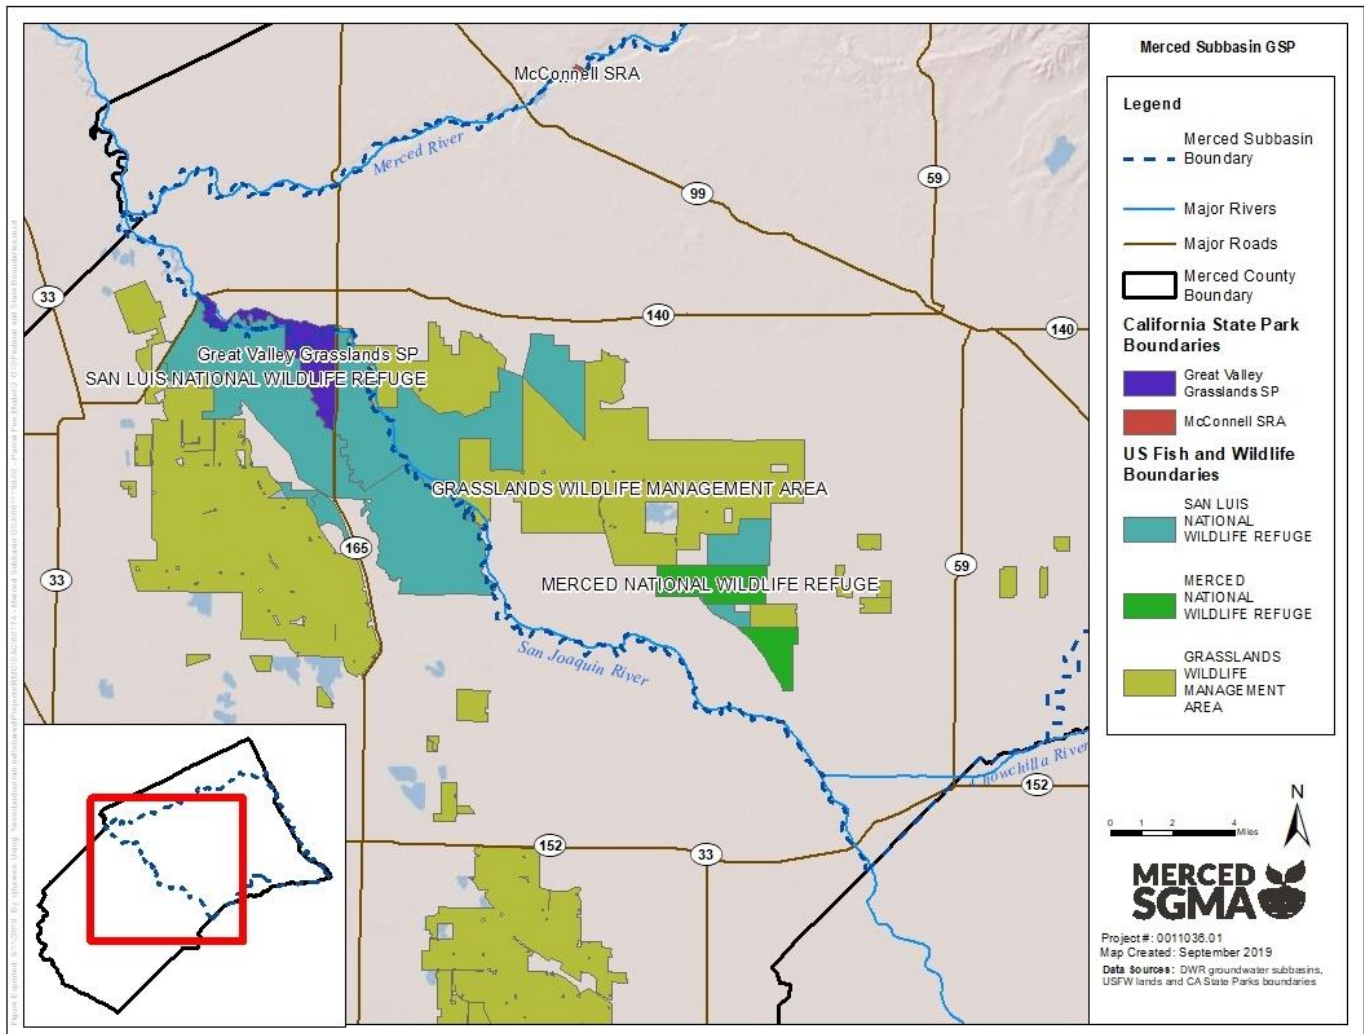 McConnell SRA
Merced River
59
99
33
140
140
Great Valley Grasslands SP
SAN LUIS NATIONAL WILDLIFE REFUGE
GRASSLANDS WILDLIFE MANAGEMENT AREA
165
59
33
MERCED NATIONAL WILDLIFE REFUGE
San Joaquin River
Chowchilla River
152
152
33
Merced Subbasin GSP
Legend
Merced Subbasin
Boundary
Major Rivers
Major Roads
Merced County
Boundary
California State Park
Boundaries
Great Valley
Grasslands SP
McConnell SRA
US Fish and Wildlife
Boundaries
SAN LUIS
NATIONAL
WILDLIFE REFUGE
MERCED
NATIONAL
WILDLIFE REFUGE
GRASSLANDS
WILDLIFE
MANAGEMENT
AREA
N
0 1 2 4
Miles
MERCED
SGMA
Project #: 0011036.01
Map Created: September 2019
Data Sources: DWR groundwater subbasins,
USFW lands and CA State Parks boundaries